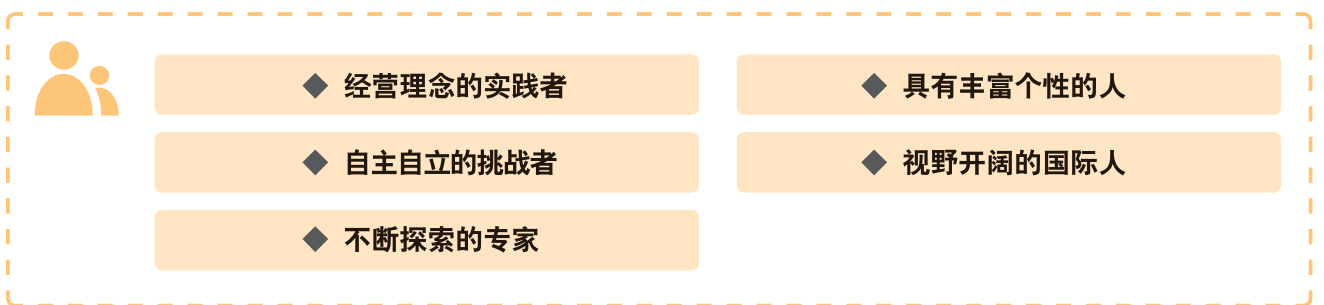 ◆ 经营理念的实践者
◆ 具有丰富个性的人
◆ 自主自立的挑战者
◆ 视野开阔的国际人
◆ 不断探索的专家